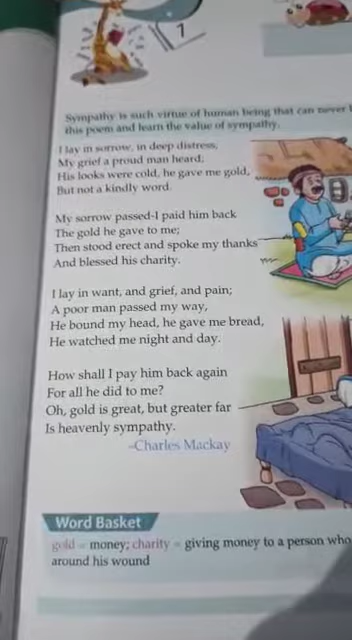 1
Sympathy is such virtue of human being that can never
this poem and learn the value of sympathy.
I lay in sorrow, in deep distress,
My grief a proud man heard;
His looks were cold, he gave me gold,
But not a kindly word.
My sorrow passed-I paid him back
The gold he gave to me;
Then stood erect and spoke my thanks
And blessed his charity.
I lay in want, and grief, and pain;
A poor man passed my way,
He bound my head, he gave me bread,
He watched me night and day.
How shall I pay him back again
For all he did to me?
Oh, gold is great, but greater far
Is heavenly sympathy.
-Charles Mackay
Word Basket
gold = money; charity = giving money to a person who
around his wound